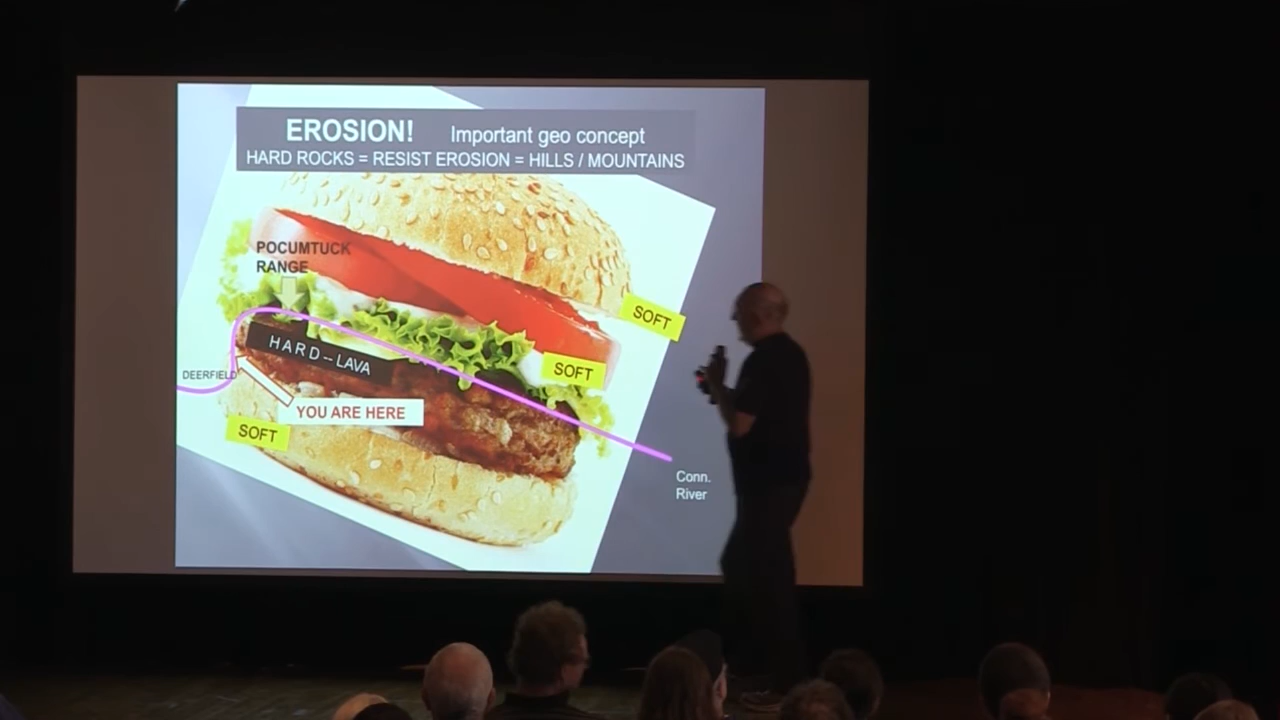 EROSION! Important geo concept
HARD ROCKS = RESIST EROSION = HILLS / MOUNTAINS
POCUMTUCK
RANGE
SOFT
HARD-LAVA
SOFT
DEERFIELD
YOU ARE HERE
SOFT
Conn.
River